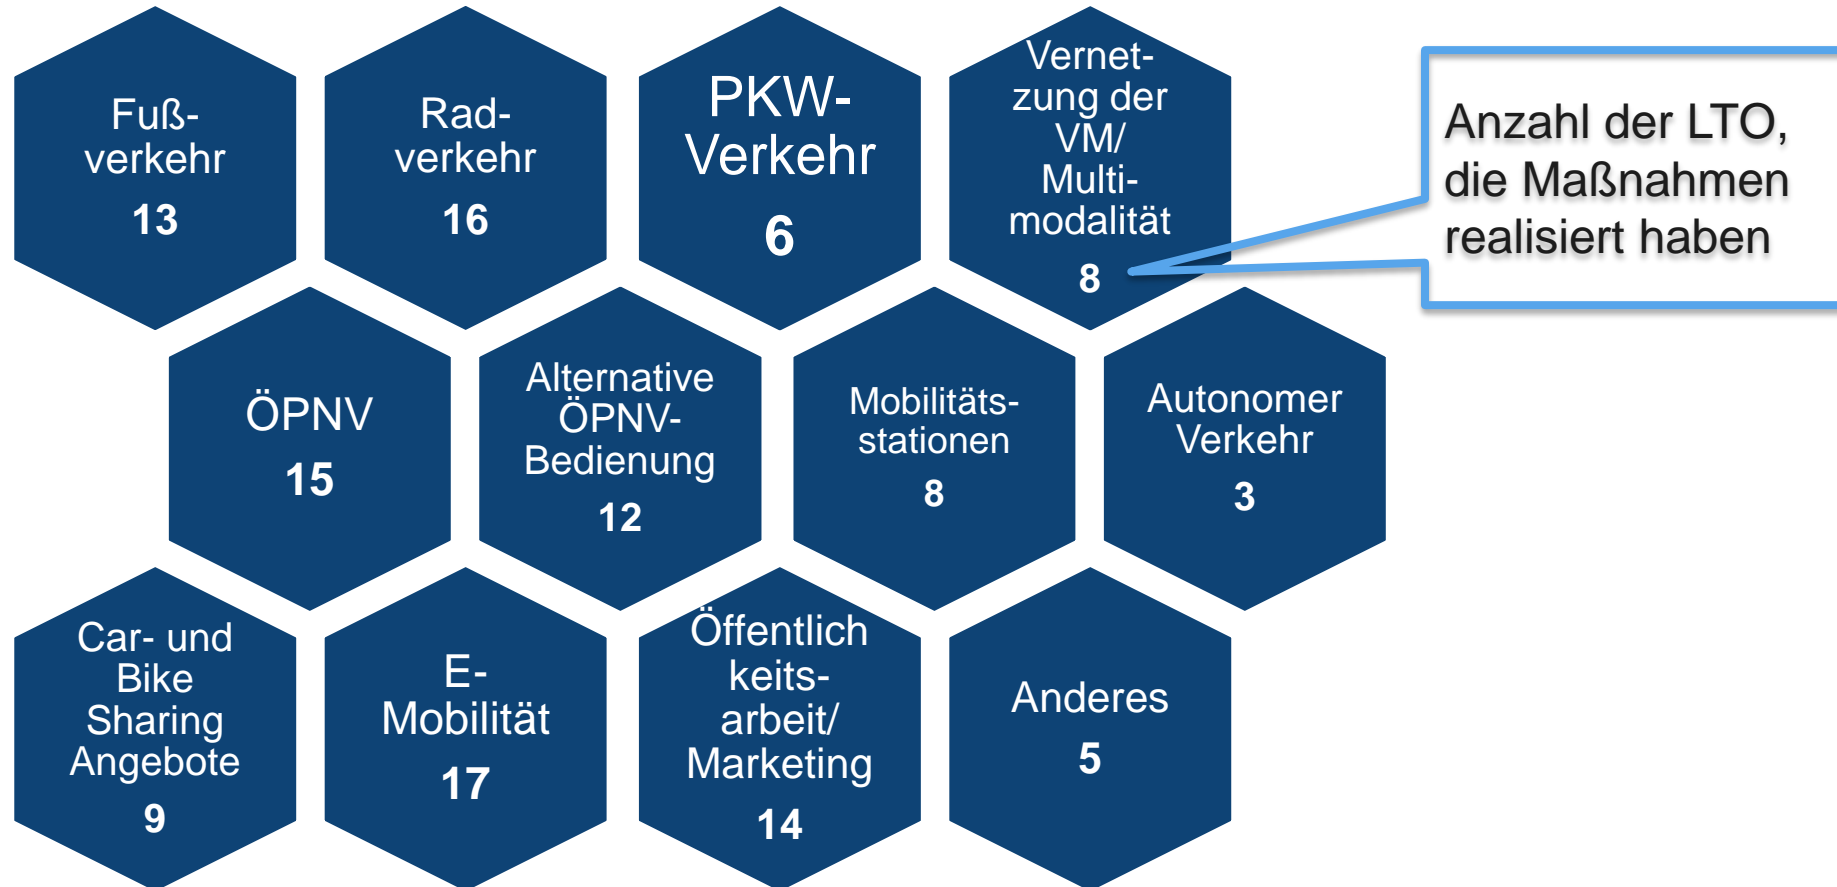 Fuß-
verkehr
13
Rad-
verkehr
16
PKW-
Verkehr
6
Vernet-
zung der
VM/
Multi-
modalität
8
Anzahl der LTO,
die Maßnahmen
realisiert haben
ÖPNV
15
Alternative
ÖPNV-
Bedienung
12
Mobilitäts-
stationen
8
Autonomer
Verkehr
3
Car- und
Bike
Sharing
Angebote
9
E-
Mobilität
17
Öffentlich
keits-
arbeit/
Marketing
14
Anderes
5